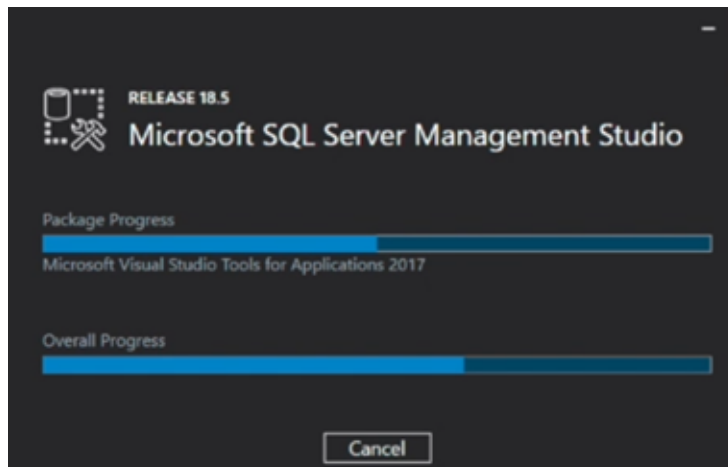 RELEASE 18.5
Microsoft SQL Server Management Studio
Package Progress
Microsoft Visual Studio Tools for Applications 2017
Overall Progress
Cancel